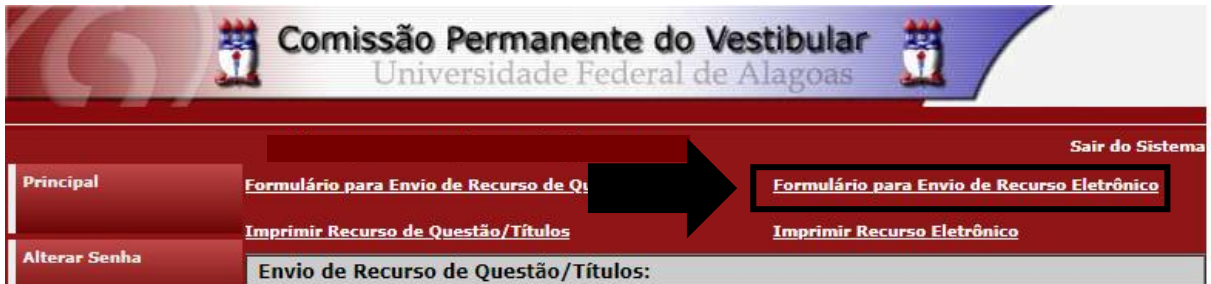 Comissão Permanente do Vestibular
Universidade Federal de Alagoas
Sair do Sistema
Principal
Formulário para Envio de Recurso de
Formulário para Envio de Recurso Eletrônico
Imprimir Recurso de Questão/Títulos
Imprimir Recurso Eletrônico
Alterar Senha
Envio de Recurso de Questão/Títulos: